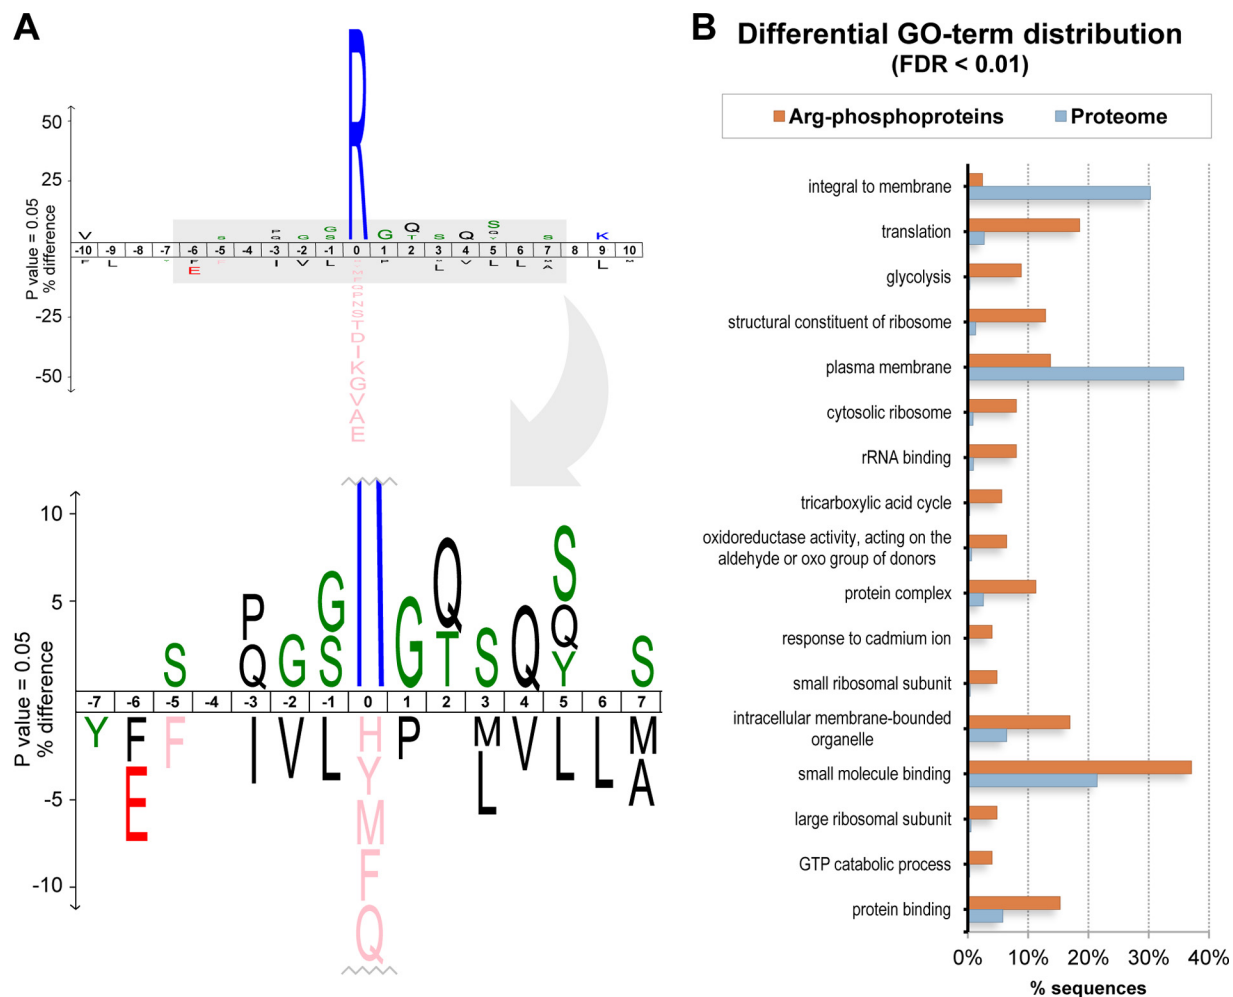 A
50
25
-25
-50
P value = 0.05
% difference
R
V
S
P
Q
G
G
S
G
Q
T
S
Q
S
S
K
-10 -9 -8 -7 -6 -5 -4 -3 -2 -1 0 1 2 3 4 5 6 7 8 9 10
F
L
F
E
I
V
L
P
L
V
L
L
A
L
S
T
D
I
K
G
V
A
E
10
5
-5
-10
P value = 0.05
% difference
S
P
Q
G
G
S
G
Q
T
S
Q
S
Q
Y
S
-7 -6 -5 -4 -3 -2 -1 0 1 2 3 4 5 6 7
Y
F
E
F
I
V
L
H
Y
M
F
Q
P
M
L
V
L
L
M
A
B
Differential GO-term distribution
(FDR < 0.01)
Arg-phosphoproteins Proteome
integral to membrane
translation
glycolysis
structural constituent of ribosome
plasma membrane
cytosolic ribosome
rRNA binding
tricarboxylic acid cycle
oxidoreductase activity, acting on the
aldehyde or oxo group of donors
protein complex
response to cadmium ion
small ribosomal subunit
intracellular membrane-bounded
organelle
small molecule binding
large ribosomal subunit
GTP catabolic process
protein binding
0% 10% 20% 30% 40%
% sequences